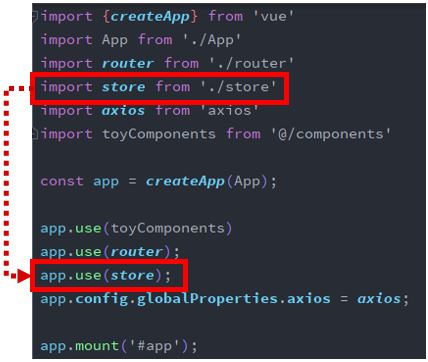 import {createApp} from 'vue'
import App from './App'
import router from './router'
import store from './store'
import axios from 'axios'
import toyComponents from '@/components'
const app = createApp(App);
app.use(toyComponents)
app.use(router);
app.use(store);
app.config.globalProperties.axios = axios;
app.mount('#app');